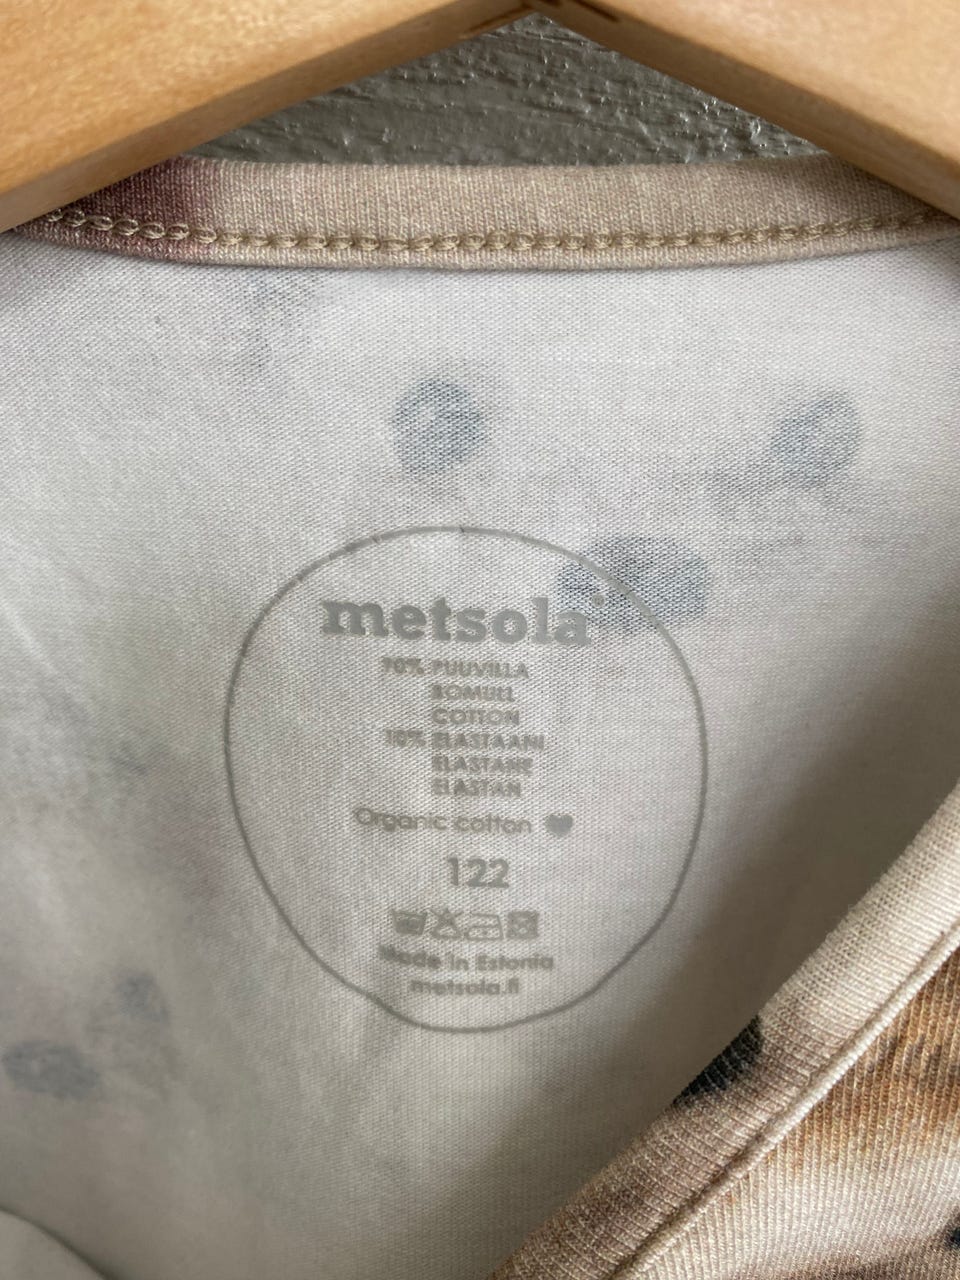 metsola
90% PUUVILLA
BOMULL
COTTON
10% ELASTAANI
ELASTANE
ELASTAN
Organic cotton
122
Made in Estonia
metsola.fi